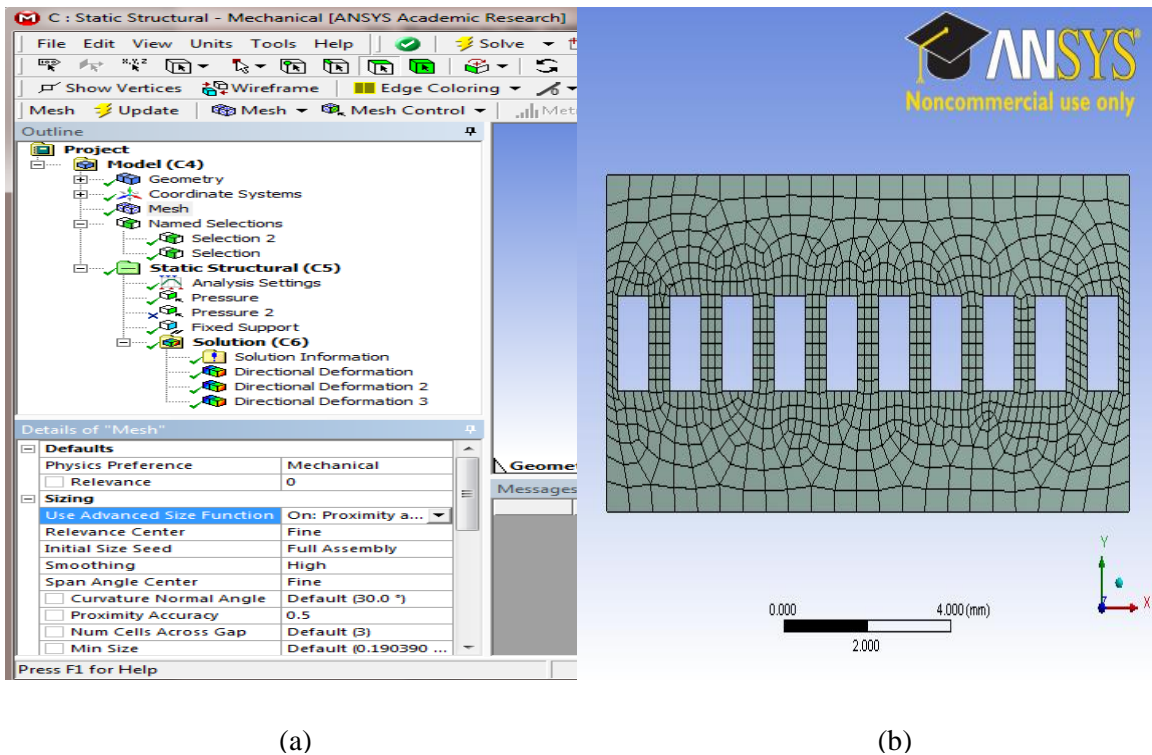 C : Static Structural - Mechanical [ANSYS Academic Research]
File Edit View Units Tools Help Solve
Show Vertices Wireframe Edge Coloring
Mesh Update Mesh Mesh Control Met
Outline
Project
Model (C4)
Geometry
Coordinate Systems
Mesh
Named Selections
Selection 2
Selection
Static Structural (C5)
Analysis Settings
Pressure
Pressure 2
Fixed Support
Solution (C6)
Solution Information
Directional Deformation
Directional Deformation 2
Directional Deformation 3
Details of "Mesh"
Defaults
Physics Preference Mechanical
Relevance 0
Sizing
Use Advanced Size Function On: Proximity a...
Relevance Center Fine
Initial Size Seed Full Assembly
Smoothing High
Span Angle Center Fine
Curvature Normal Angle Default (30.0 °)
Proximity Accuracy 0.5
Num Cells Across Gap Default (3)
Min Size Default (0.190390 ...
Press F1 for Help
Geomet
Messages
ANSYS
Noncommercial use only
Y
X
Z
0.000 4.000 (mm)
2.000
(a) (b)